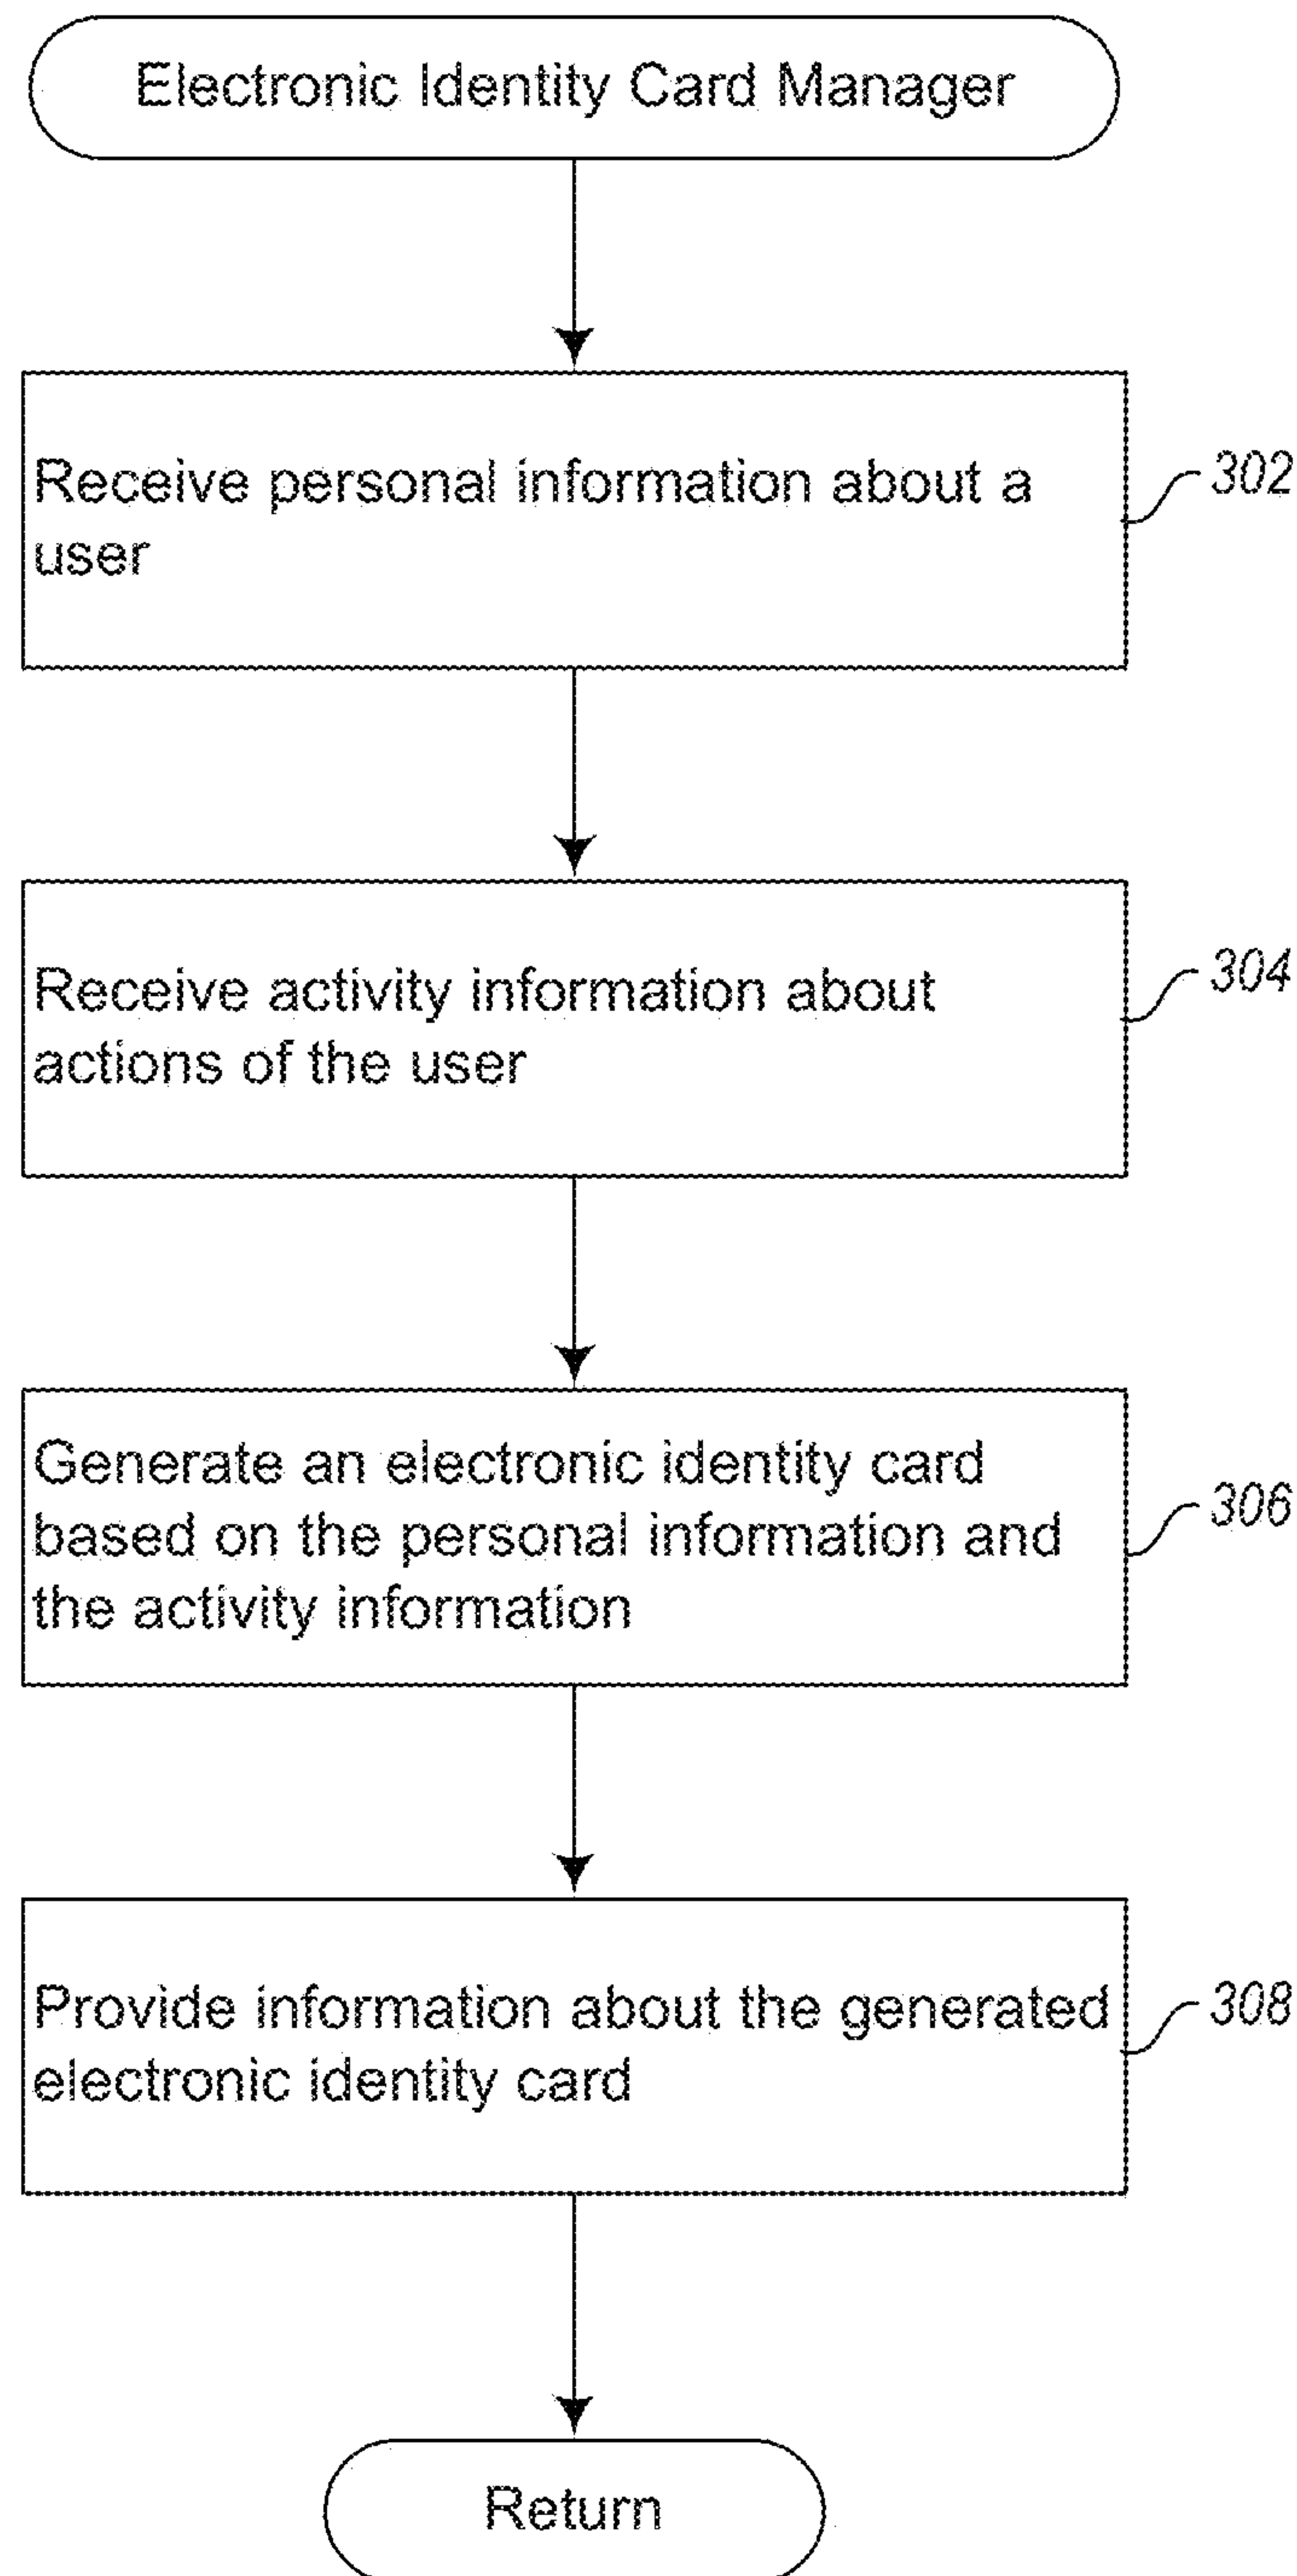 Electronic Identity Card Manager
Receive personal information about a
user
302
Receive activity information about
actions of the user
304
Generate an electronic identity card
based on the personal information and
the activity information
306
Provide information about the generated
electronic identity card
308
Return